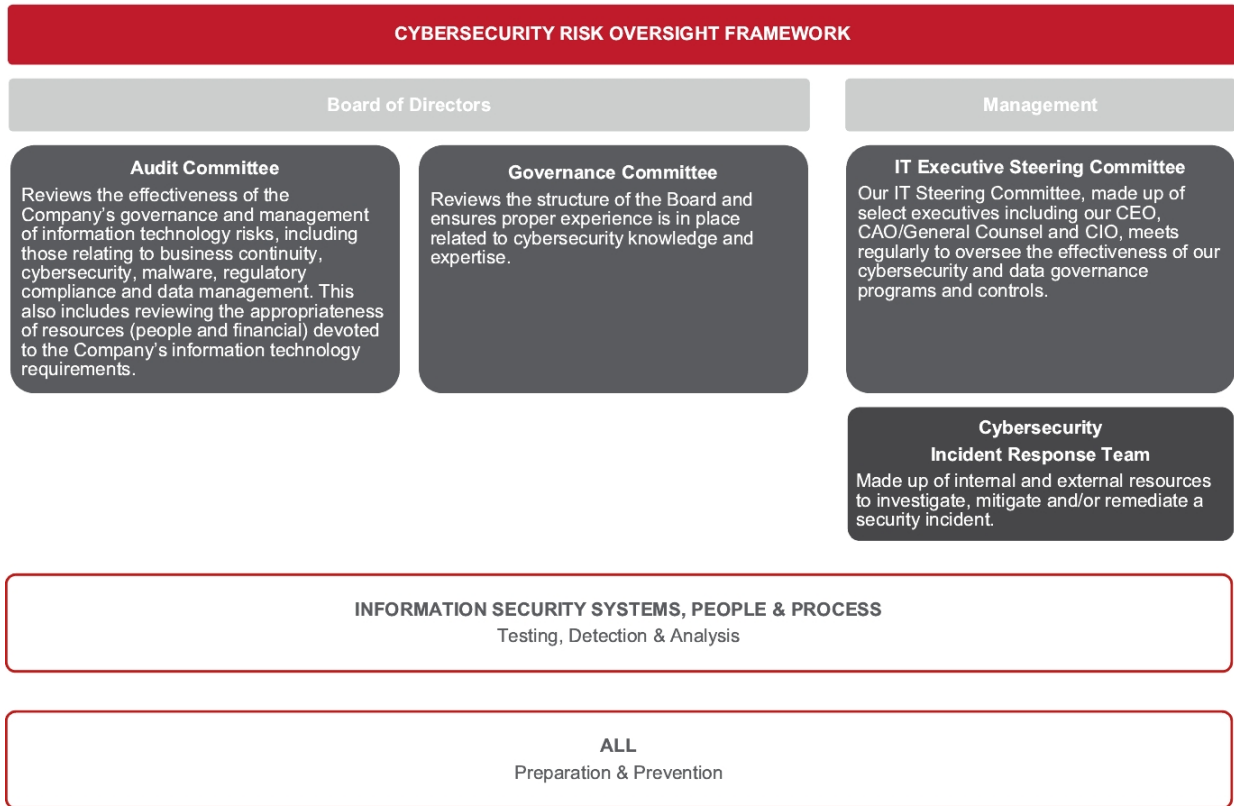 CYBERSECURITY RISK OVERSIGHT FRAMEWORK
Board of Directors
Management
Audit Committee
Reviews the effectiveness of the
Company’s governance and management
of information technology risks, including
those relating to business continuity,
cybersecurity, malware, regulatory
compliance and data management. This
also includes reviewing the appropriateness
of resources (people and financial) devoted
to the Company’s information technology
requirements.
Governance Committee
Reviews the structure of the Board and
ensures proper experience is in place
related to cybersecurity knowledge and
expertise.
IT Executive Steering Committee
Our IT Steering Committee, made up of
select executives including our CEO,
CAO/General Counsel and CIO, meets
regularly to oversee the effectiveness of our
cybersecurity and data governance
programs and controls.
Cybersecurity
Incident Response Team
Made up of internal and external resources
to investigate, mitigate and/or remediate a
security incident.
INFORMATION SECURITY SYSTEMS, PEOPLE & PROCESS
Testing, Detection & Analysis
ALL
Preparation & Prevention